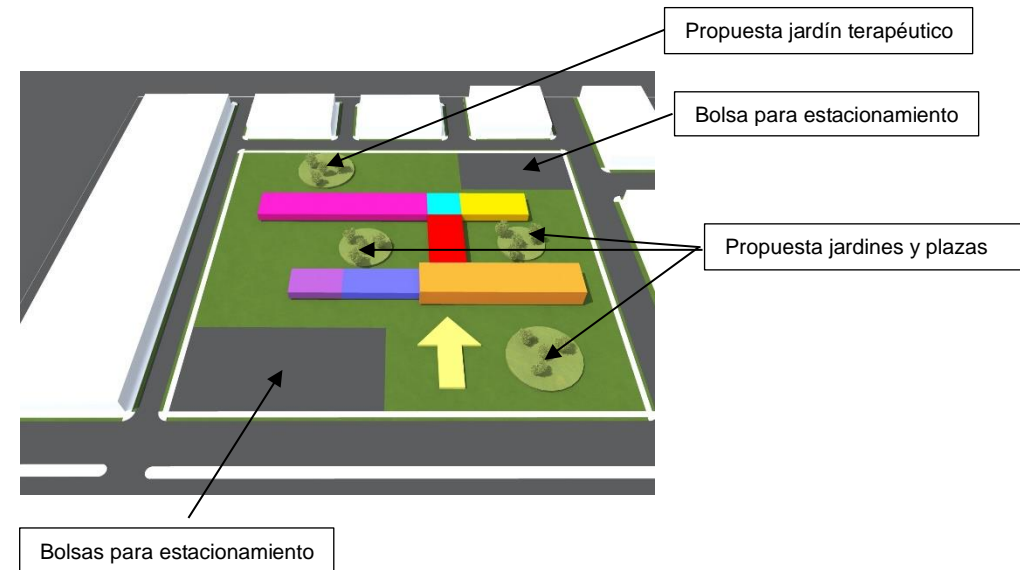 Propuesta jardín terapéutico
Bolsa para estacionamiento
Propuesta jardines y plazas
Bolsas para estacionamiento